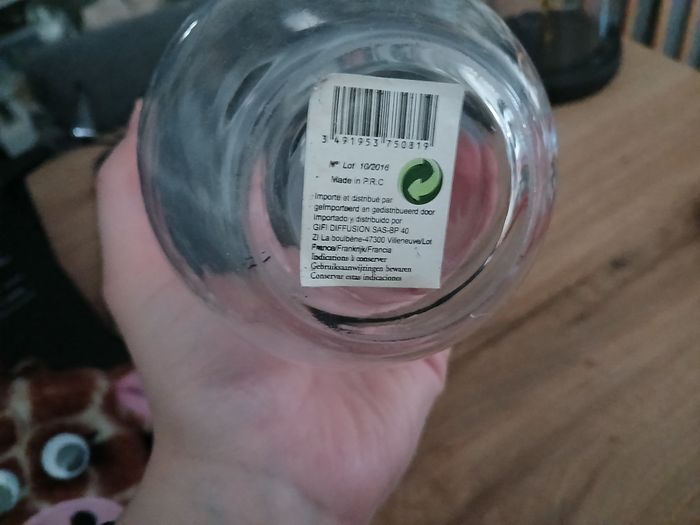 3 491953 750819
N° Lot 10/2016
Made in P.R.C
Importé et distribué par
geïmporteerd en gedistribueerd door
Importado y distribuido por
GIFI DIFFUSION SAS-BP 40
ZI La boulbène-47300 Villeneuve/Lot
France/Frankrijk/Francia
Indications à conserver
Gebruiksaanwijzingen bewaren
Conservar estas indicaciones